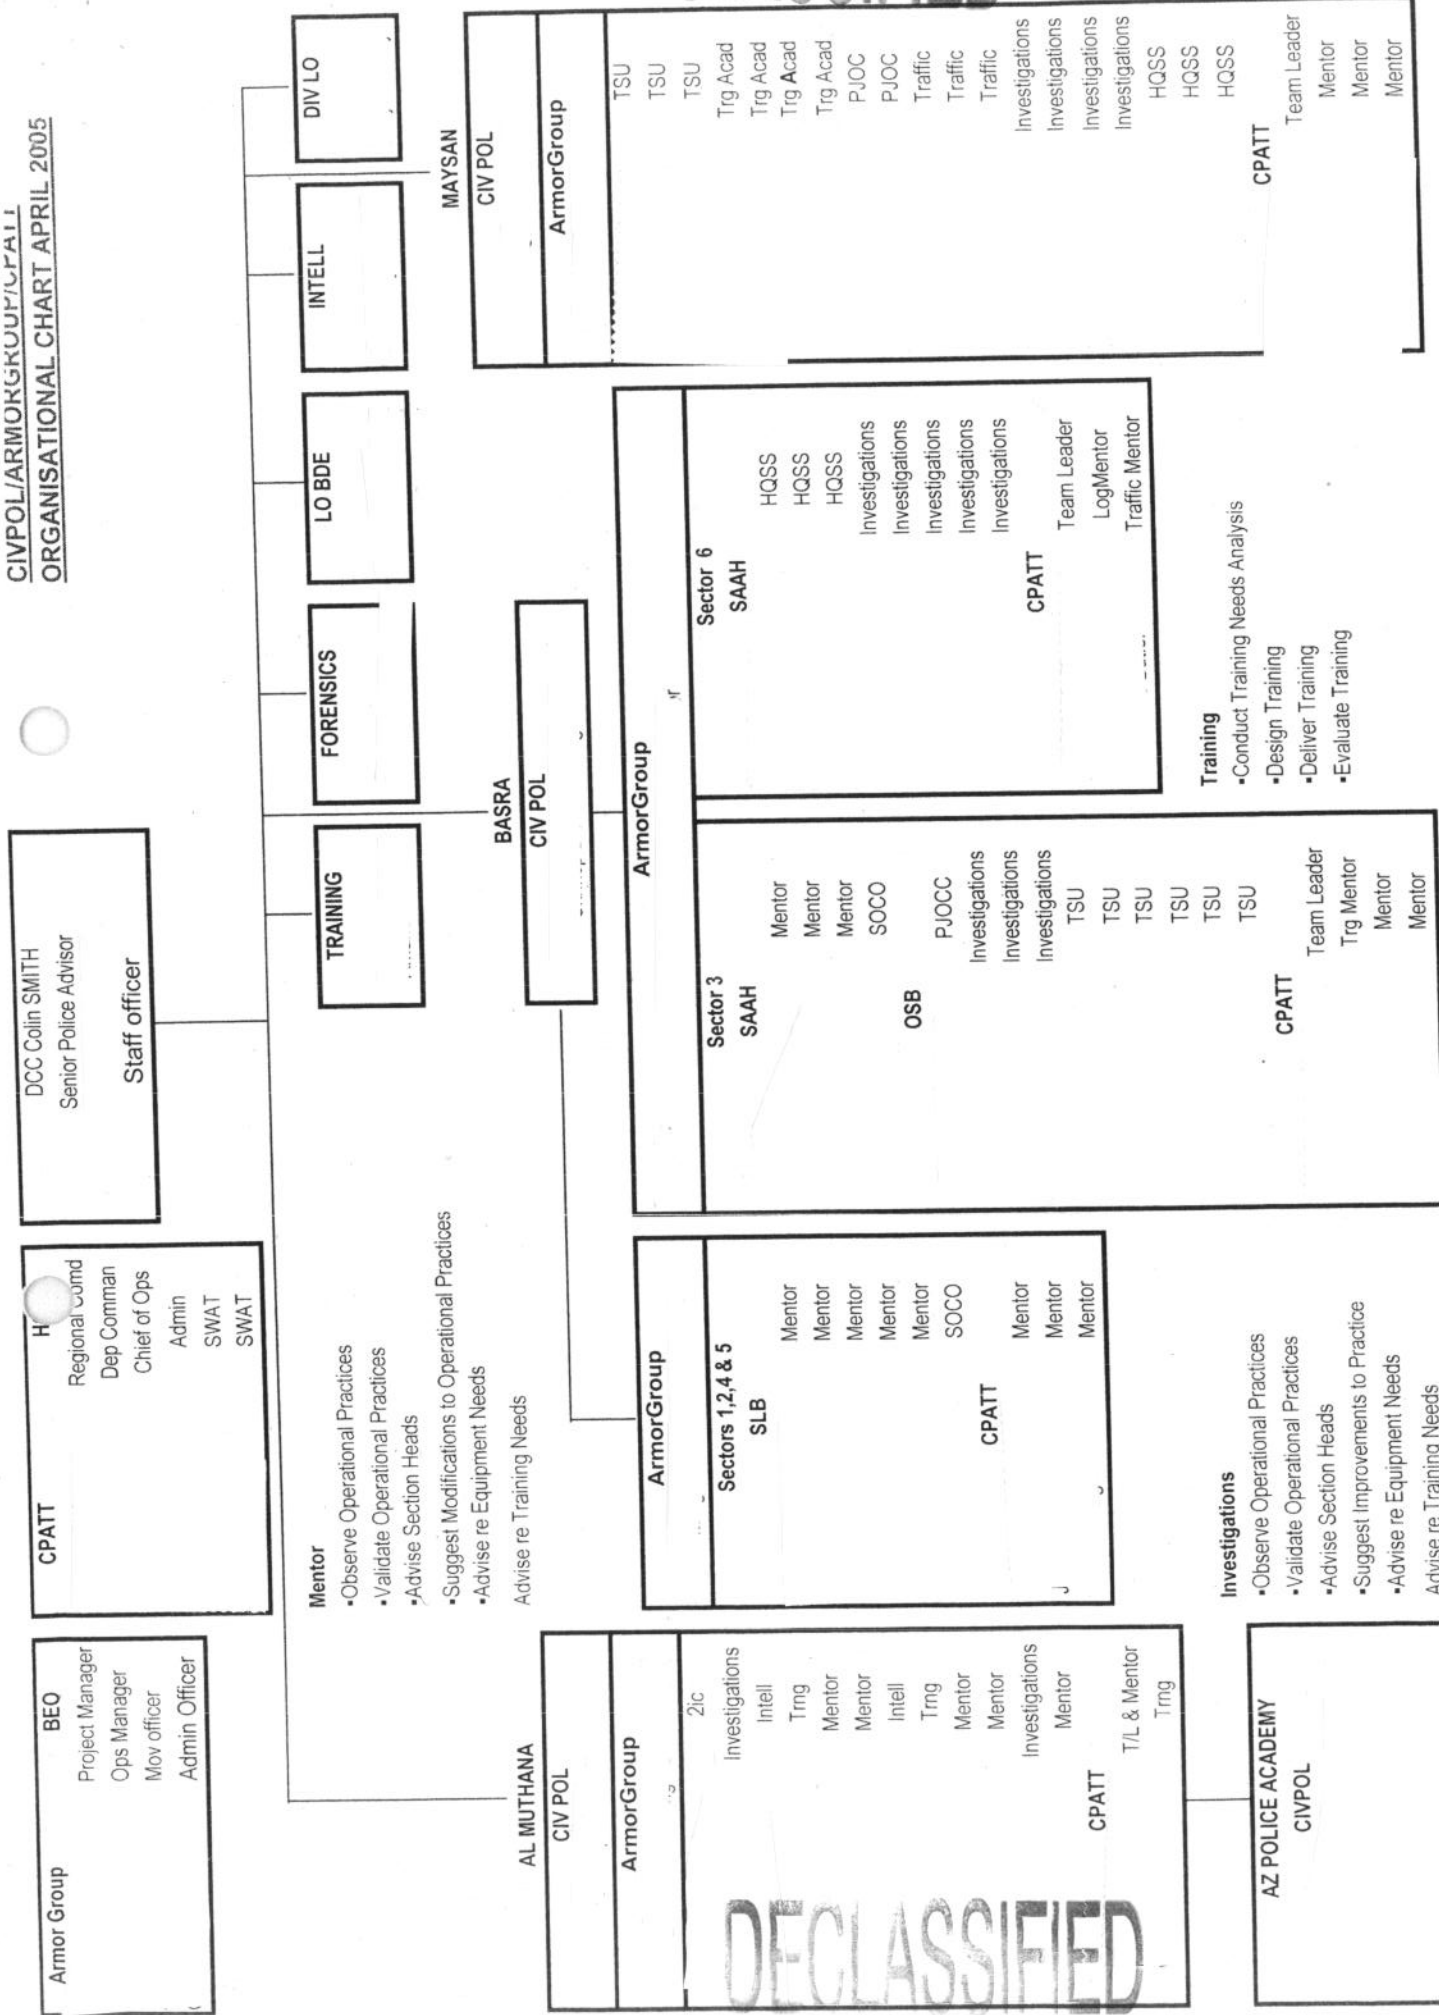 CIVPOL/ARMORGROUP/CPATT
ORGANISATIONAL CHART APRIL 2005
Armor Group
BEO
Project Manager
Ops Manager
Mov officer
Admin Officer
CPATT
Regional Comd
Dep Comman
Chief of Ops
Admin
SWAT
SWAT
DCC Colin SMITH
Senior Police Advisor
Staff officer
TRAINING
FORENSICS
LO BDE
INTELL
DIV LO
Mentor
▪Observe Operational Practices
▪Validate Operational Practices
▪Advise Section Heads
▪Suggest Modifications to Operational Practices
▪Advise re Equipment Needs
Advise re Training Needs
AL MUTHANA
CIV POL
ArmorGroup
2ic
Investigations
Intell
Trng
Mentor
Mentor
Intell
Trng
Mentor
Mentor
Investigations
Mentor
CPATT
T/L & Mentor
Trng
DECLASSIFIED
AZ POLICE ACADEMY
CIVPOL
BASRA
CIV POL
ArmorGroup
Sectors 1,2,4 & 5
SLB
Mentor
Mentor
Mentor
Mentor
Mentor
SOCO
CPATT
Mentor
Mentor
Mentor
ArmorGroup
Sector 3
SAAH
Mentor
Mentor
Mentor
SOCO
OSB
PJOCC
Investigations
Investigations
Investigations
TSU
TSU
TSU
TSU
TSU
TSU
CPATT
Team Leader
Trg Mentor
Mentor
Mentor
Sector 6
SAAH
HQSS
HQSS
HQSS
Investigations
Investigations
Investigations
Investigations
Investigations
CPATT
Team Leader
LogMentor
Traffic Mentor
MAYSAN
CIV POL
ArmorGroup
TSU
TSU
TSU
Trg Acad
Trg Acad
Trg Acad
Trg Acad
PJOC
PJOC
Traffic
Traffic
Traffic
Investigations
Investigations
Investigations
Investigations
HQSS
HQSS
HQSS
CPATT
Team Leader
Mentor
Mentor
Mentor
Investigations
▪Observe Operational Practices
▪Validate Operational Practices
▪Advise Section Heads
▪Suggest Improvements to Practice
▪Advise re Equipment Needs
Advise re Training Needs
Training
▪Conduct Training Needs Analysis
▪Design Training
▪Deliver Training
▪Evaluate Training